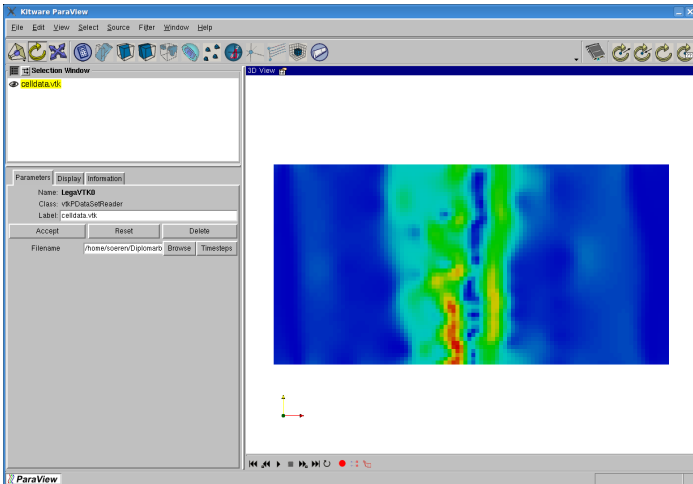 Kitware ParaView
File Edit View Select Source Filter Window Help
Selection Window
3D View
celldata.vtk
Parameters Display Information
Name: LegaVTK0
Class: vtkPDataSetReader
Label: celldata.vtk
Accept Reset Delete
Filename /home/soeren/Diplomarb Browse Timesteps
ParaView